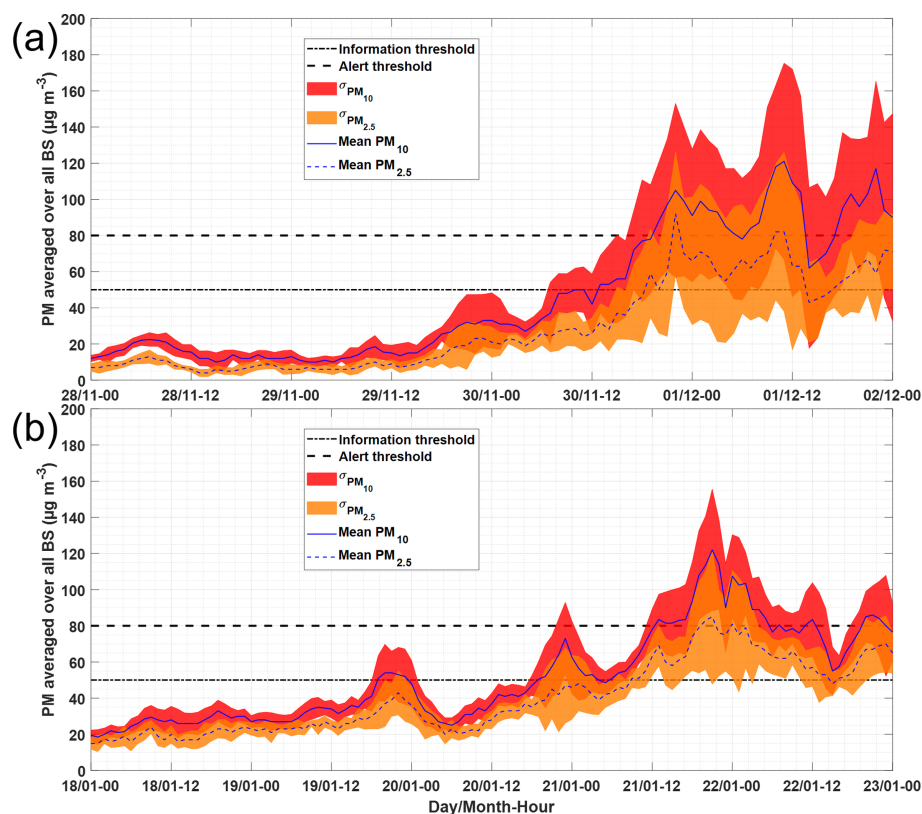 (a)
PM averaged over all BS (µg m⁻³)
200
180
160
140
120
100
80
60
40
20
0
Information threshold
Alert threshold
σPM10
σPM2.5
Mean PM10
Mean PM2.5
28/11-00 28/11-12 29/11-00 29/11-12 30/11-00 30/11-12 01/12-00 01/12-12 02/12-00
(b)
PM averaged over all BS (µg m⁻³)
200
180
160
140
120
100
80
60
40
20
0
Information threshold
Alert threshold
σPM10
σPM2.5
Mean PM10
Mean PM2.5
18/01-00 18/01-12 19/01-00 19/01-12 20/01-00 20/01-12 21/01-00 21/01-12 22/01-00 22/01-12 23/01-00
Day/Month-Hour